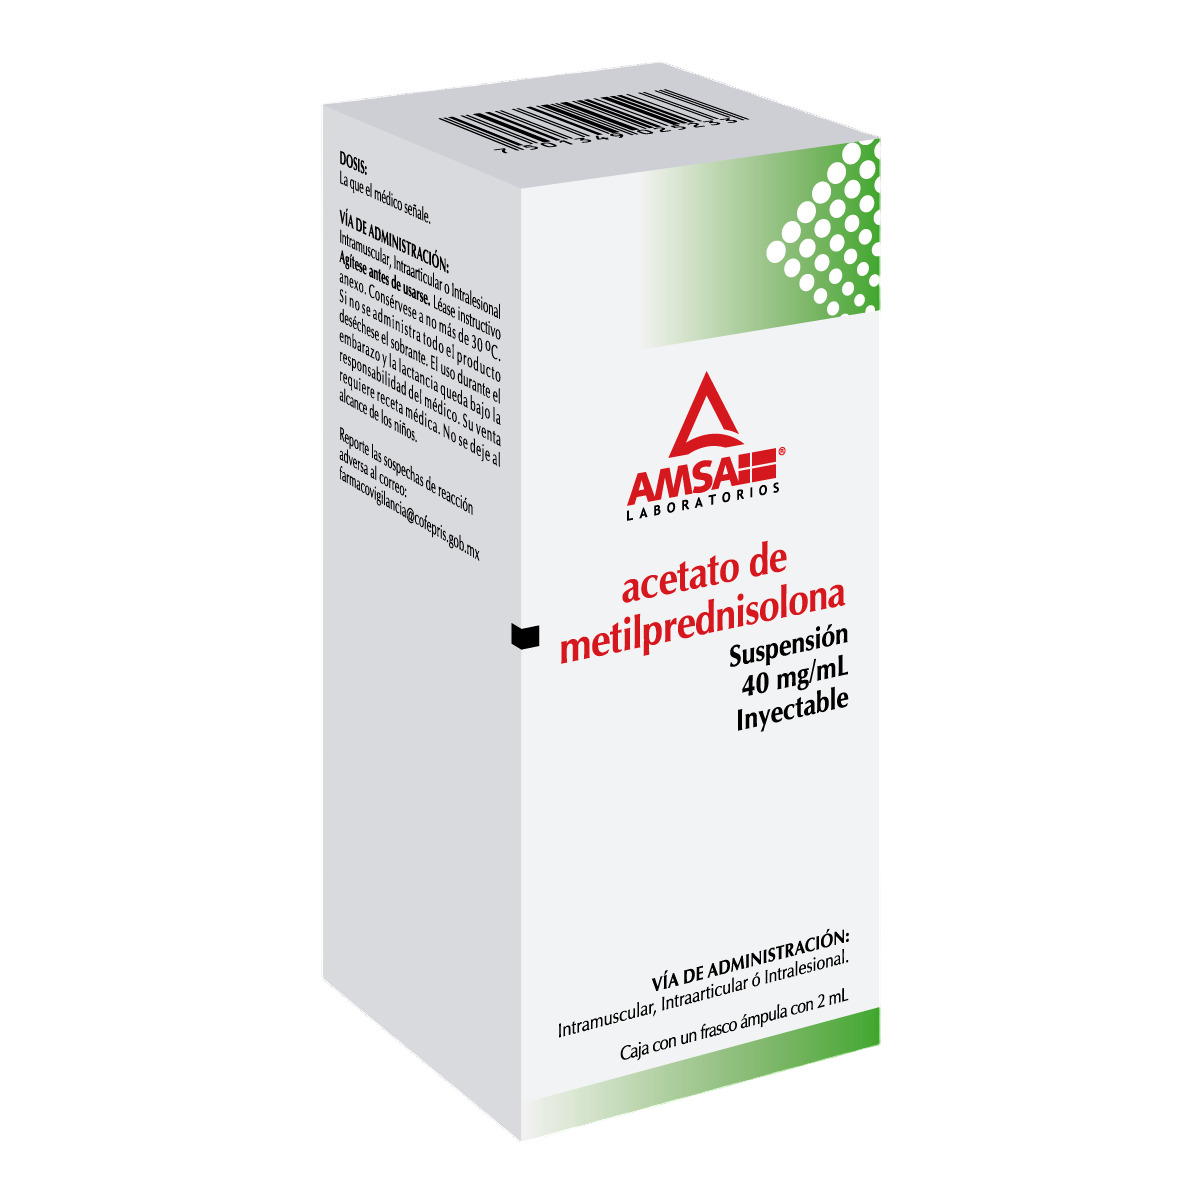 7 501349 025233
DOSIS:
La que el médico señale.
VÍA DE ADMINISTRACIÓN:
Intramuscular, Intraarticular o Intralesional
Agítese antes de usarse. Léase instructivo
anexo. Consérvese a no más de 30 ºC.
Si no se administra todo el producto
deséchese el sobrante. El uso durante el
embarazo y la lactancia queda bajo la
responsabilidad del médico. Su venta
requiere receta médica. No se deje al
alcance de los niños.
Reporte las sospechas de reacción
adversa al correo:
farmacovigilancia@cofepris.gob.mx
AMSA®
LABORATORIOS
acetato de
metilprednisolona
Suspensión
40 mg/mL
Inyectable
VÍA DE ADMINISTRACIÓN:
Intramuscular, Intraarticular ó Intralesional.
Caja con un frasco ámpula con 2 mL